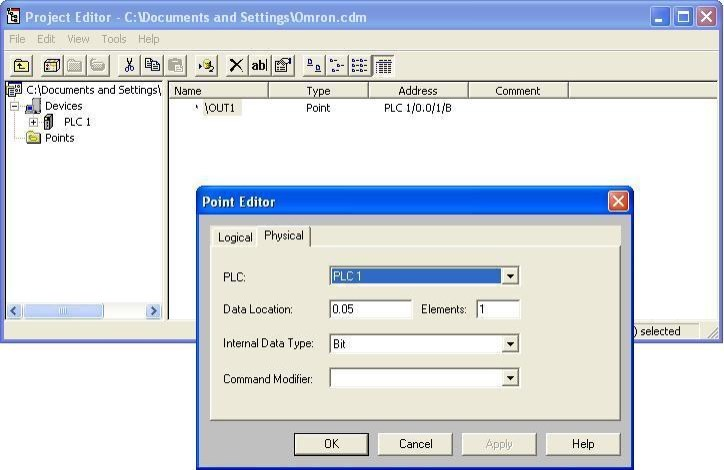 Project Editor - C:\Documents and Settings\Omron.cdm
File Edit View Tools Help
abl
C:\Documents and Settings\
Devices
PLC 1
Points
Name Type Address Comment
\OUT1 Point PLC 1/0.0/1/B
) selected
Point Editor
Logical Physical
PLC: PLC 1
Data Location: 0.05 Elements: 1
Internal Data Type: Bit
Command Modifier:
OK Cancel Apply Help